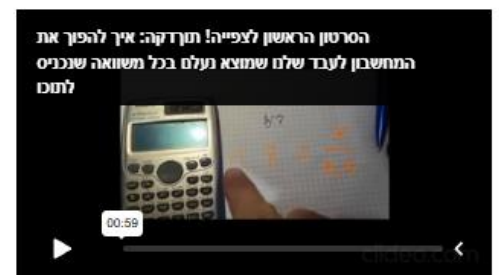 הסרטון הראשון לצפייה! תוךדקה: איך להפוך את
המחשבון לעבד שלנו שמוצא נעלם בכל משוואה שנכניס
לתוכו
00:59
clideo.com